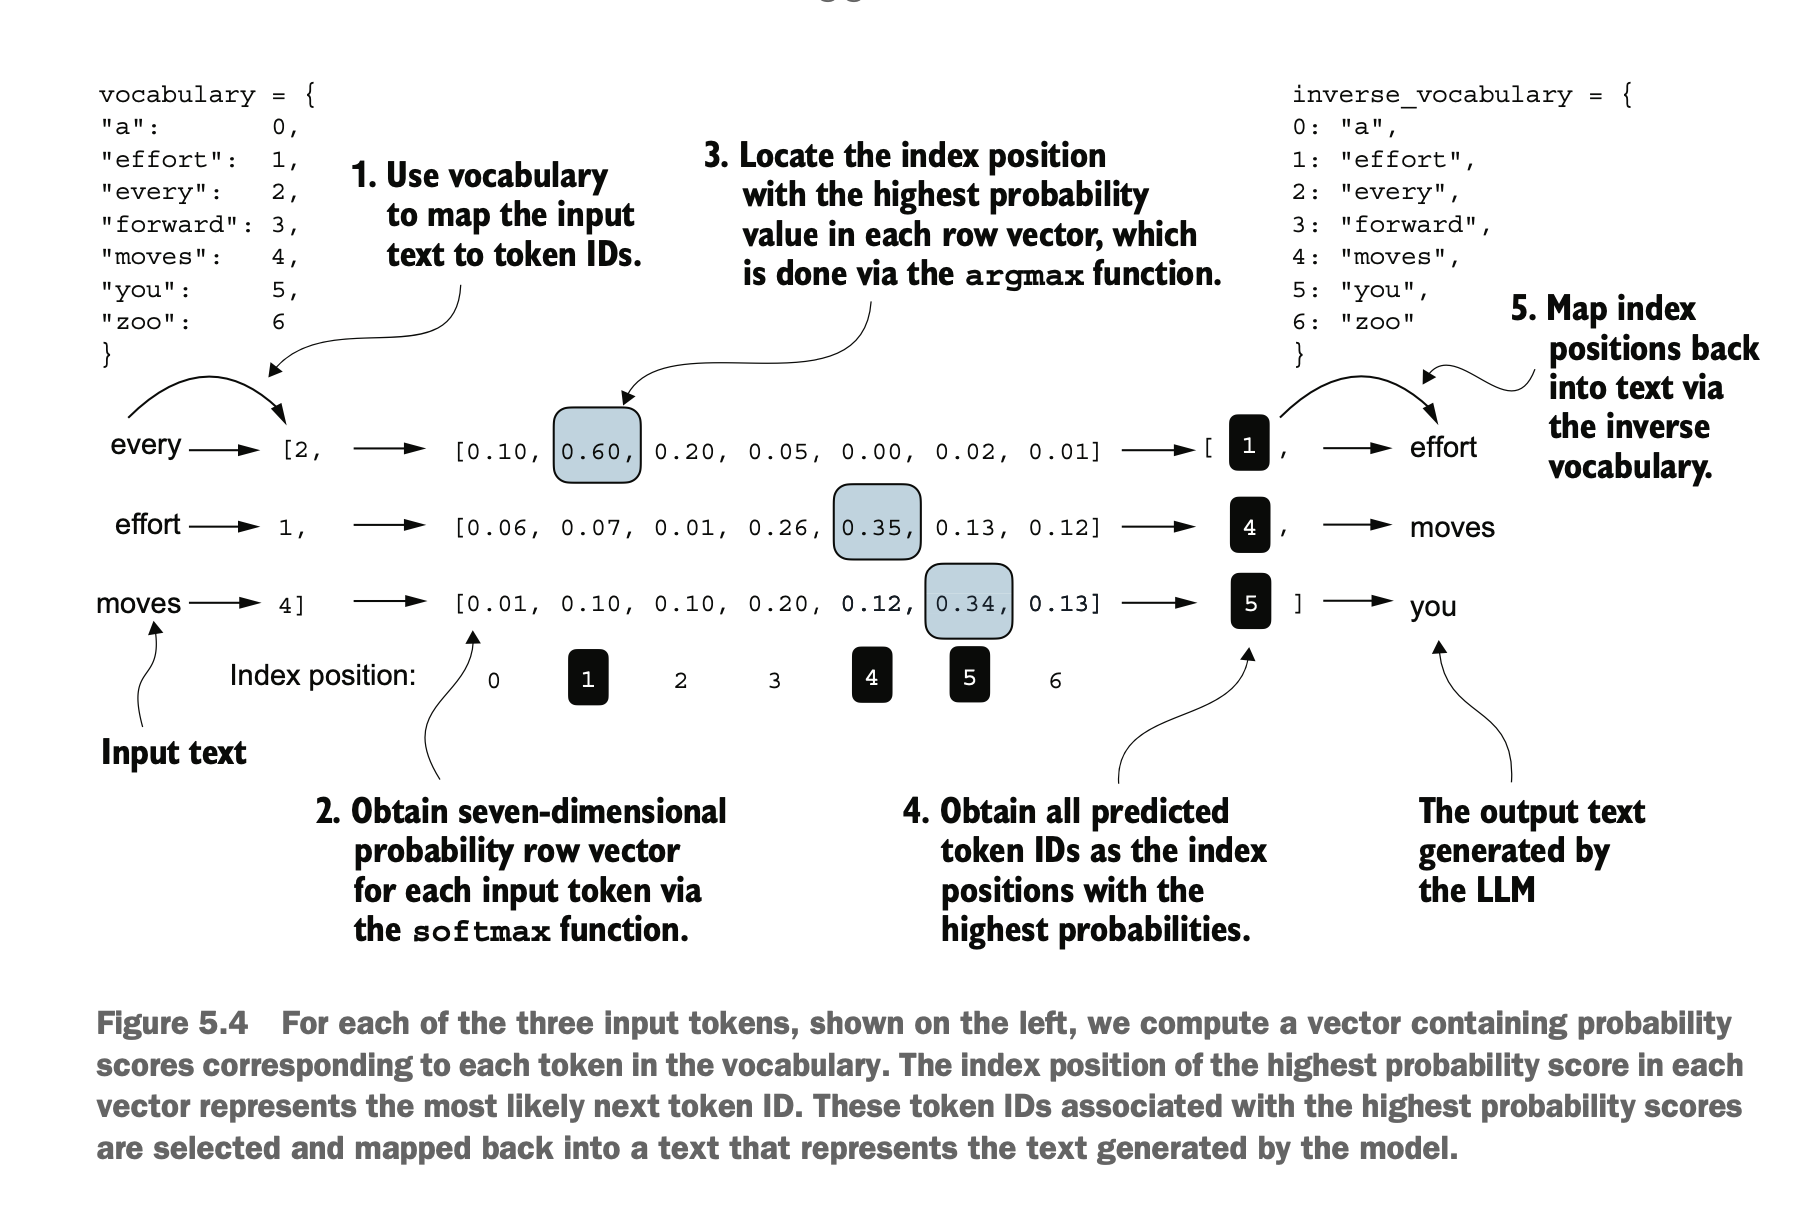 vocabulary = {
"a": 0,
"effort": 1,
"every": 2,
"forward": 3,
"moves": 4,
"you": 5,
"zoo": 6
}
1. Use vocabulary
to map the input
text to token IDs.
3. Locate the index position
with the highest probability
value in each row vector, which
is done via the argmax function.
inverse_vocabulary = {
0: "a",
1: "effort",
2: "every",
3: "forward",
4: "moves",
5: "you",
6: "zoo"
}
5. Map index
positions back
into text via
the inverse
vocabulary.
every [2, [0.10, 0.60, 0.20, 0.05, 0.00, 0.02, 0.01] [ 1 , effort
effort 1, [0.06, 0.07, 0.01, 0.26, 0.35, 0.13, 0.12] 4 , moves
moves 4] [0.01, 0.10, 0.10, 0.20, 0.12, 0.34, 0.13] 5 ] you
Index position: 0 1 2 3 4 5 6
Input text
2. Obtain seven-dimensional
probability row vector
for each input token via
the softmax function.
4. Obtain all predicted
token IDs as the index
positions with the
highest probabilities.
The output text
generated by
the LLM
Figure 5.4 For each of the three input tokens, shown on the left, we compute a vector containing probability
scores corresponding to each token in the vocabulary. The index position of the highest probability score in each
vector represents the most likely next token ID. These token IDs associated with the highest probability scores
are selected and mapped back into a text that represents the text generated by the model.